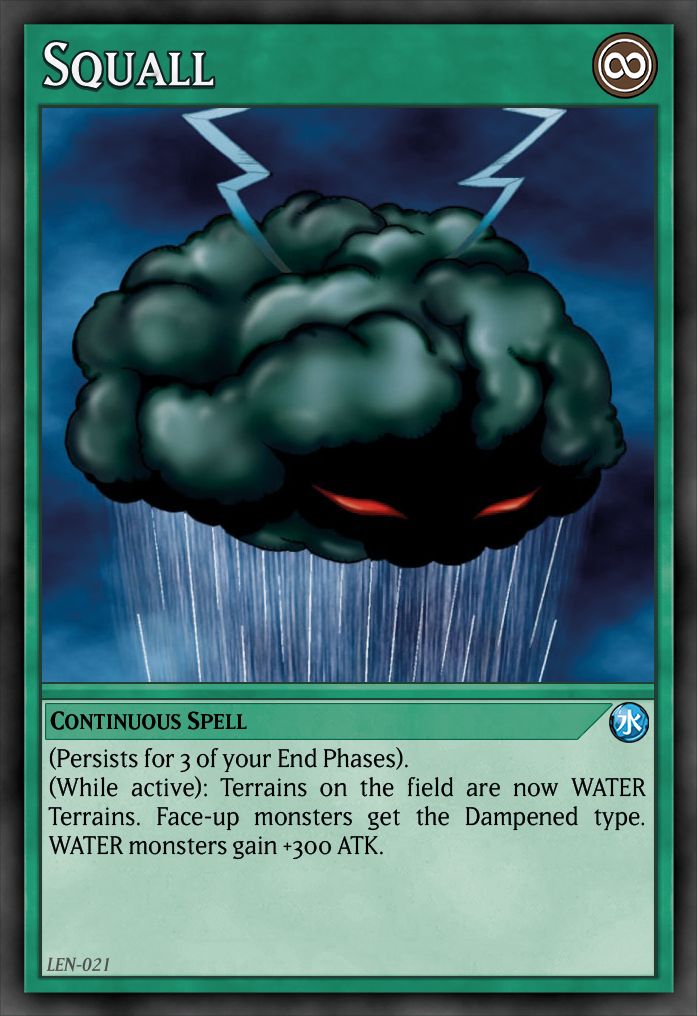 Squall
Continuous Spell
水
(Persists for 3 of your End Phases).
(While active): Terrains on the field are now WATER
Terrains. Face-up monsters get the Dampened type.
WATER monsters gain +300 ATK.
LEN-021